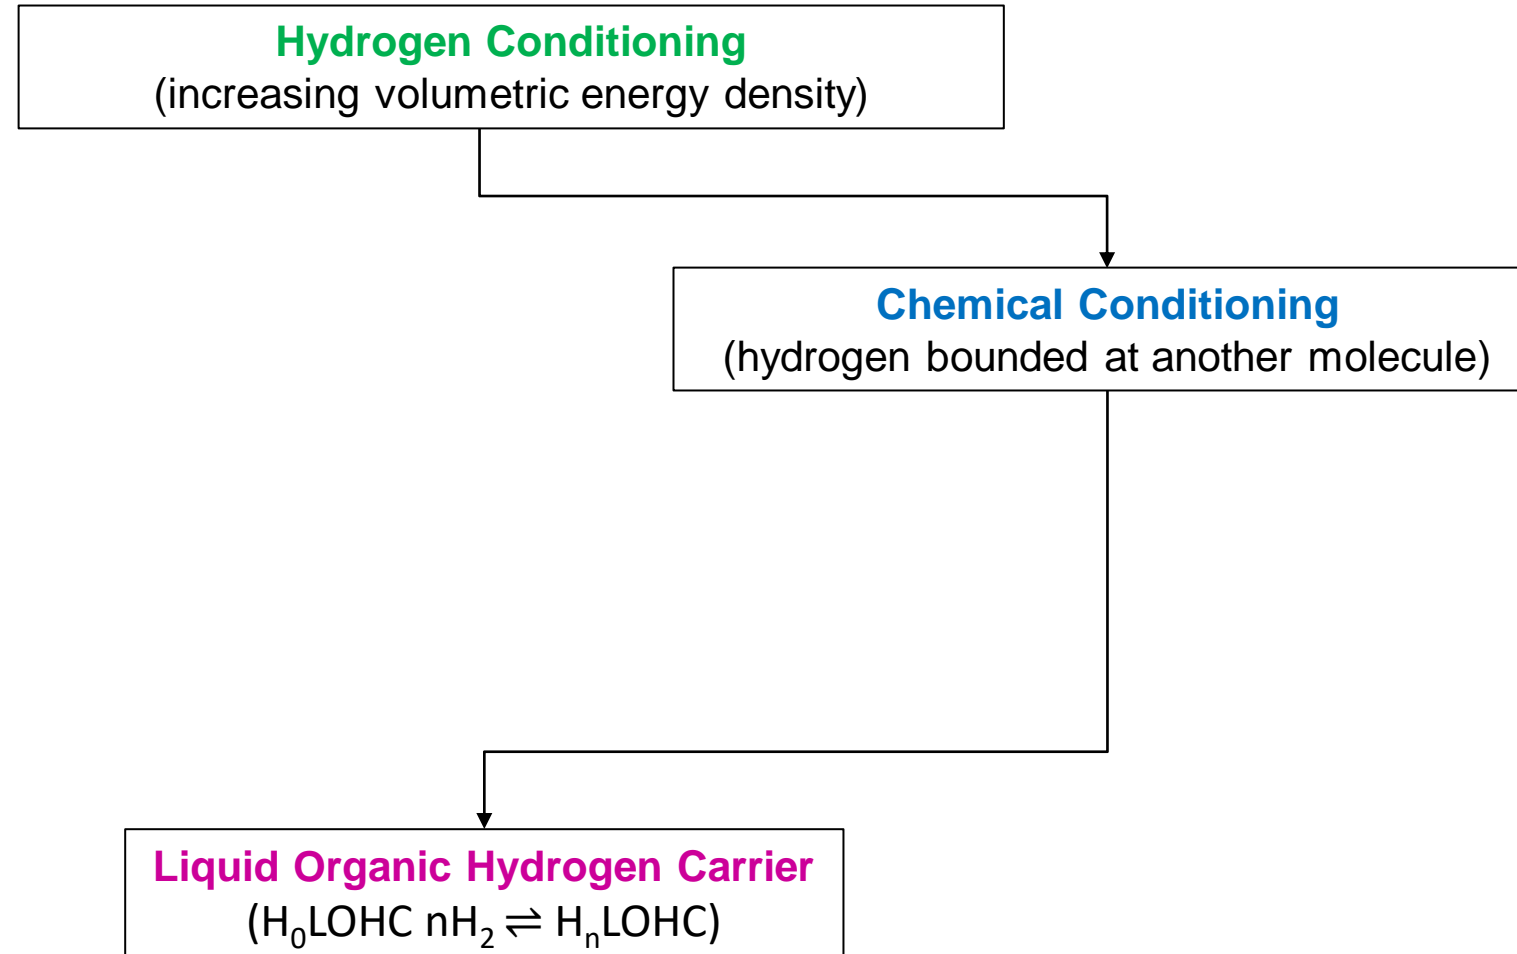 Hydrogen Conditioning
(increasing volumetric energy density)
Chemical Conditioning
(hydrogen bounded at another molecule)
Liquid Organic Hydrogen Carrier
(H₀LOHC nH₂ ⇌ HₙLOHC)